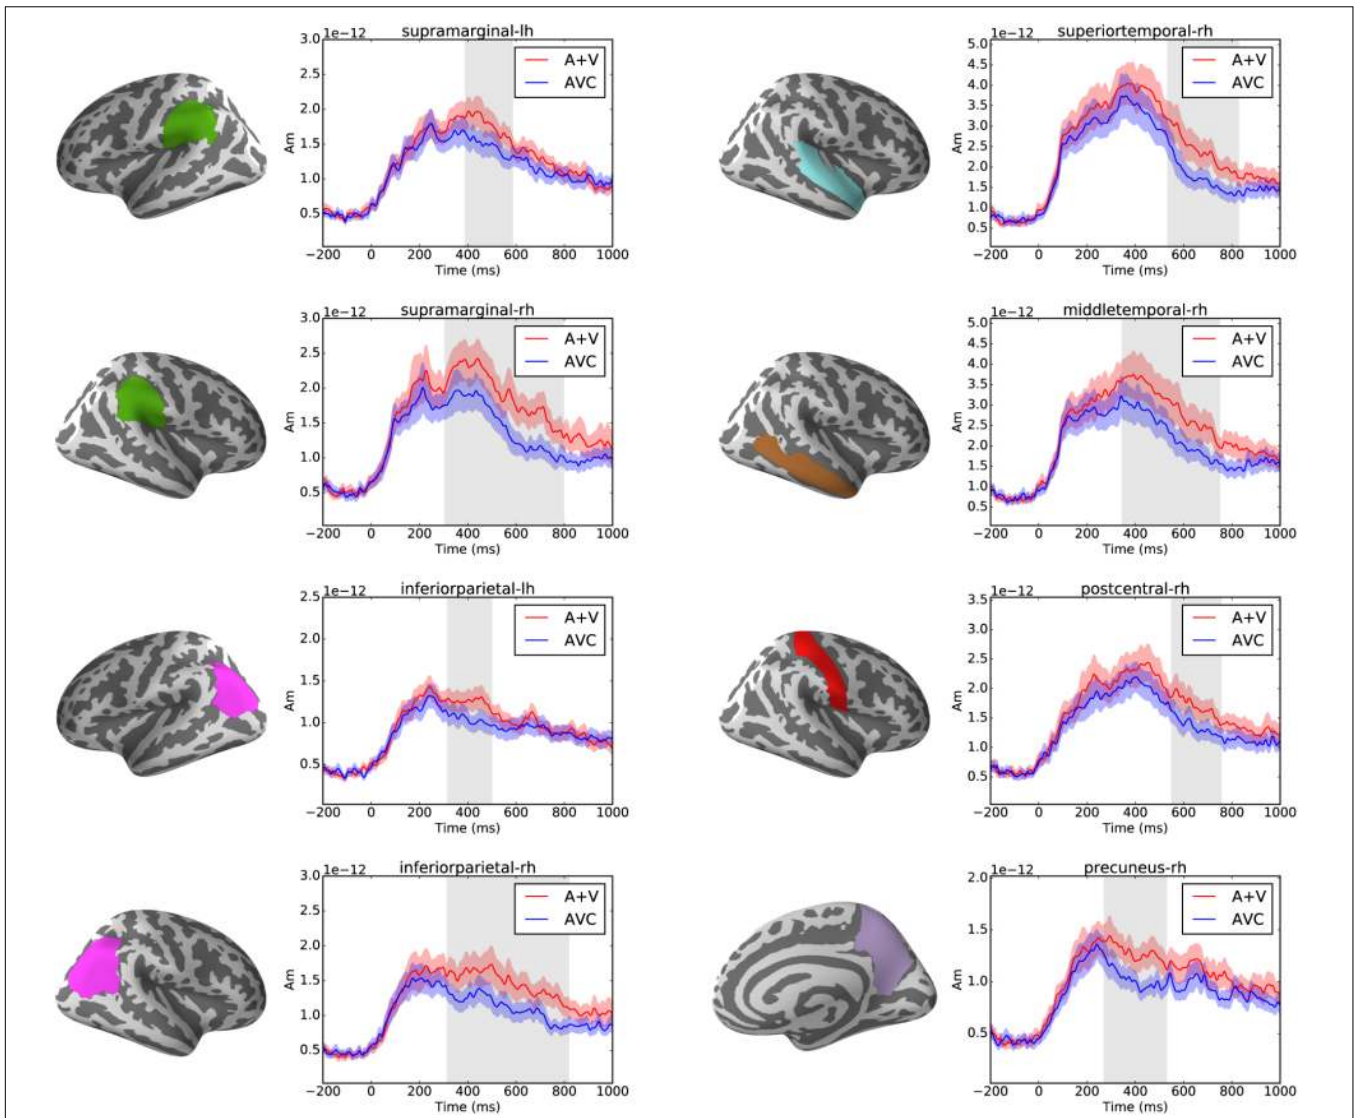 supramarginal-lh
1e−12
3.0
2.5
2.0
1.5
1.0
0.5
Am
A+V
AVC
−200 0 200 400 600 800 1000
Time (ms)
superiortemporal-rh
1e−12
5.0
4.5
4.0
3.5
3.0
2.5
2.0
1.5
1.0
0.5
Am
A+V
AVC
−200 0 200 400 600 800 1000
Time (ms)
supramarginal-rh
1e−12
3.0
2.5
2.0
1.5
1.0
0.5
Am
A+V
AVC
−200 0 200 400 600 800 1000
Time (ms)
middletemporal-rh
1e−12
5.0
4.5
4.0
3.5
3.0
2.5
2.0
1.5
1.0
0.5
Am
A+V
AVC
−200 0 200 400 600 800 1000
Time (ms)
inferiorparietal-lh
1e−12
2.5
2.0
1.5
1.0
0.5
Am
A+V
AVC
−200 0 200 400 600 800 1000
Time (ms)
postcentral-rh
1e−12
3.5
3.0
2.5
2.0
1.5
1.0
0.5
Am
A+V
AVC
−200 0 200 400 600 800 1000
Time (ms)
inferiorparietal-rh
1e−12
3.0
2.5
2.0
1.5
1.0
0.5
Am
A+V
AVC
−200 0 200 400 600 800 1000
Time (ms)
precuneus-rh
1e−12
2.0
1.5
1.0
0.5
Am
A+V
AVC
−200 0 200 400 600 800 1000
Time (ms)